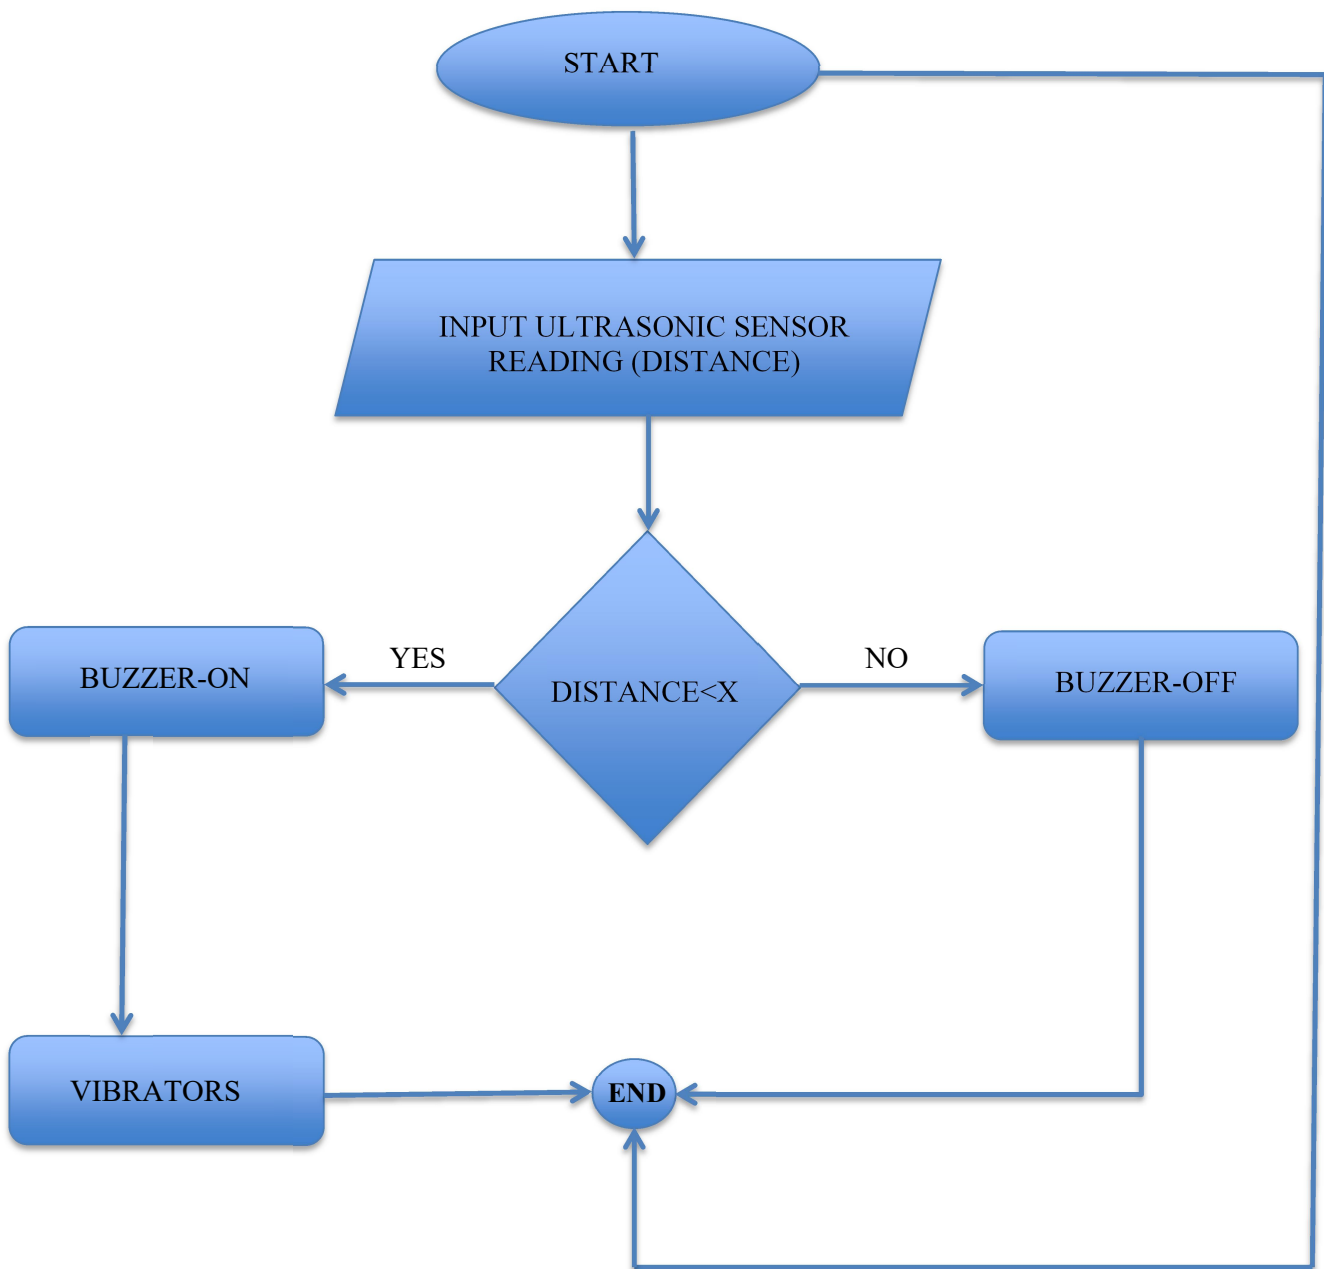 START
INPUT ULTRASONIC SENSOR
READING (DISTANCE)
YES
NO
BUZZER-ON
DISTANCE<X
BUZZER-OFF
VIBRATORS
END